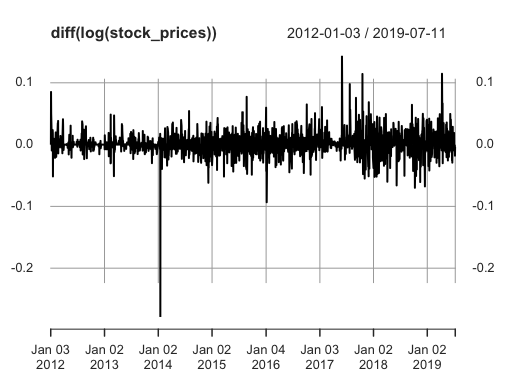 diff(log(stock_prices)) 2012-01-03 / 2019-07-11
0.1 0.1
0.0 0.0
-0.1 -0.1
-0.2 -0.2
Jan 03 Jan 02 Jan 02 Jan 02 Jan 04 Jan 03 Jan 02 Jan 02
2012 2013 2014 2015 2016 2017 2018 2019